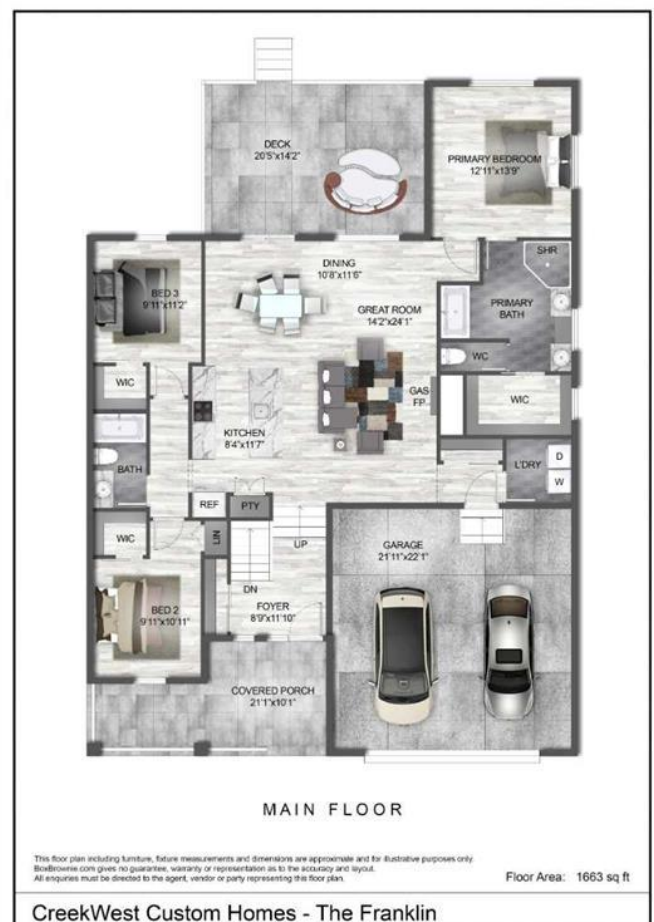 DECK
20'5"x14'2"
PRIMARY BEDROOM
12'11"x13'9"
DINING
10'8"x11'6"
SHR
BED 3
9'11"x11'2"
GREAT ROOM
14'2"x24'1"
PRIMARY
BATH
WC
WIC
GAS
FP
WIC
KITCHEN
8'4"x11'7"
BATH
L'DRY
D
W
REF
PTY
WIC
LIN
UP
GARAGE
21'11"x22'1"
DN
FOYER
8'9"x11'10"
BED 2
9'11"x10'11"
COVERED PORCH
21'1"x10'1"
MAIN FLOOR
This floor plan including furniture, fixture measurements and dimensions are approximate and for illustrative purposes only.
BoxBrownie.com gives no guarantee, warranty or representation as to the accuracy and layout.
All enquiries must be directed to the agent, vendor or party representing this floor plan.
Floor Area: 1663 sq ft
CreekWest Custom Homes - The Franklin